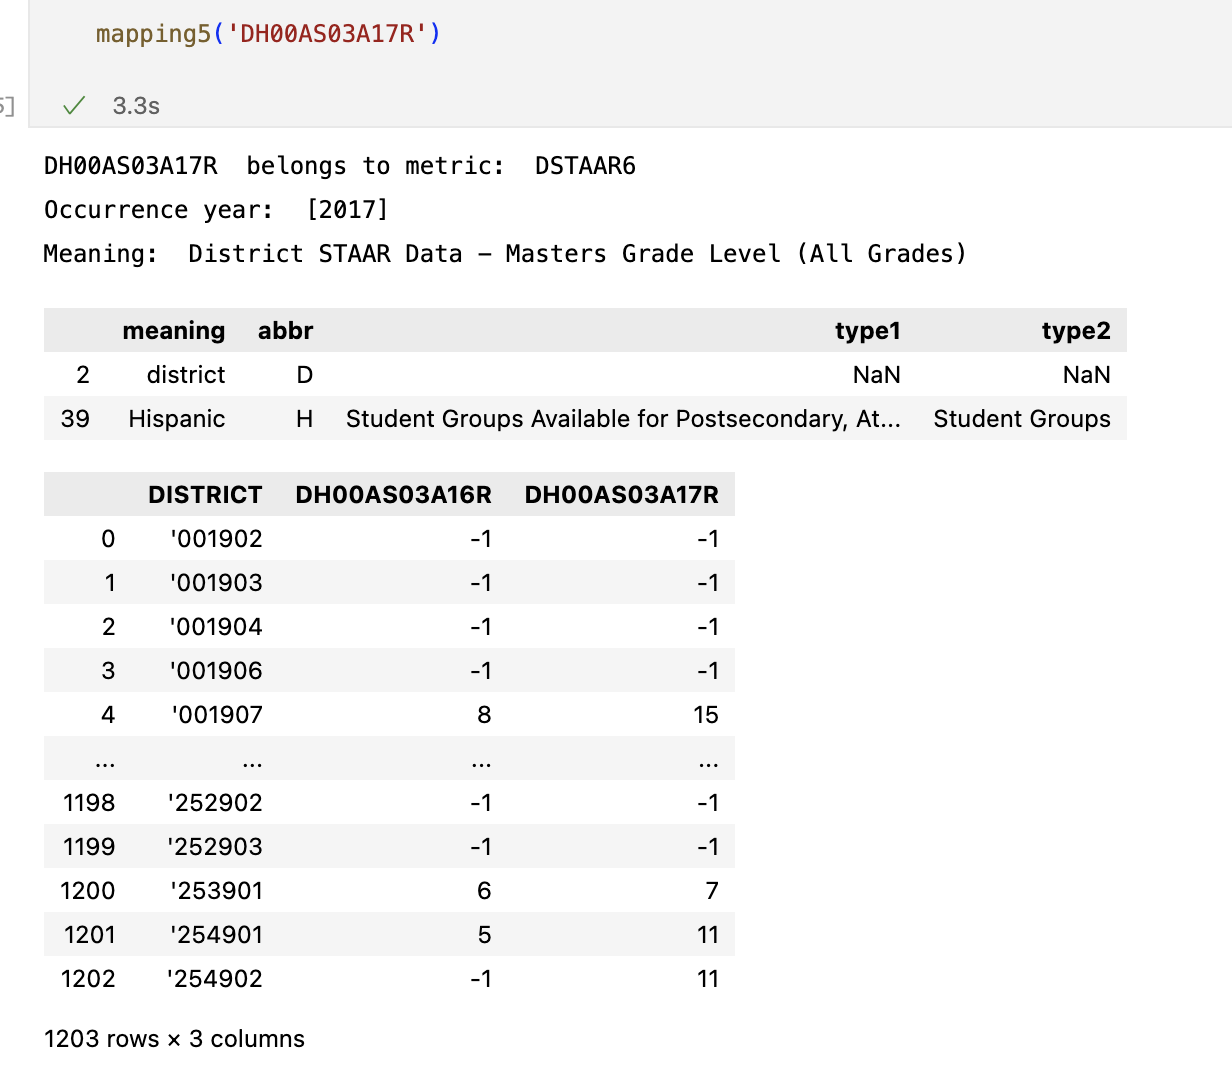 mapping5('DH00AS03A17R')
5] ✓ 3.3s
DH00AS03A17R  belongs to metric:  DSTAAR6
Occurrence year:  [2017]
Meaning:  District STAAR Data – Masters Grade Level (All Grades)
meaning abbr type1 type2
2 district D NaN NaN
39 Hispanic H Student Groups Available for Postsecondary, At... Student Groups
DISTRICT DH00AS03A16R DH00AS03A17R
0 '001902 -1 -1
1 '001903 -1 -1
2 '001904 -1 -1
3 '001906 -1 -1
4 '001907 8 15
... ... ... ...
1198 '252902 -1 -1
1199 '252903 -1 -1
1200 '253901 6 7
1201 '254901 5 11
1202 '254902 -1 11
1203 rows × 3 columns